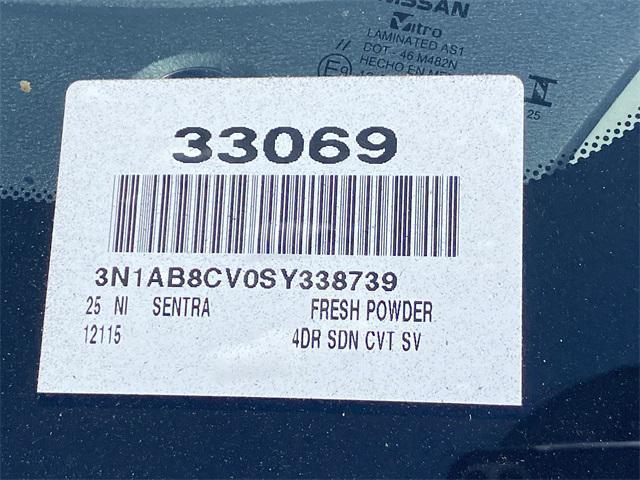 NISSAN
Vitro
LAMINATED AS1
DOT - 46 M482N
HECHO EN
E9
25
33069
3N1AB8CV0SY338739
25 NI SENTRA FRESH POWDER
12115 4DR SDN CVT SV